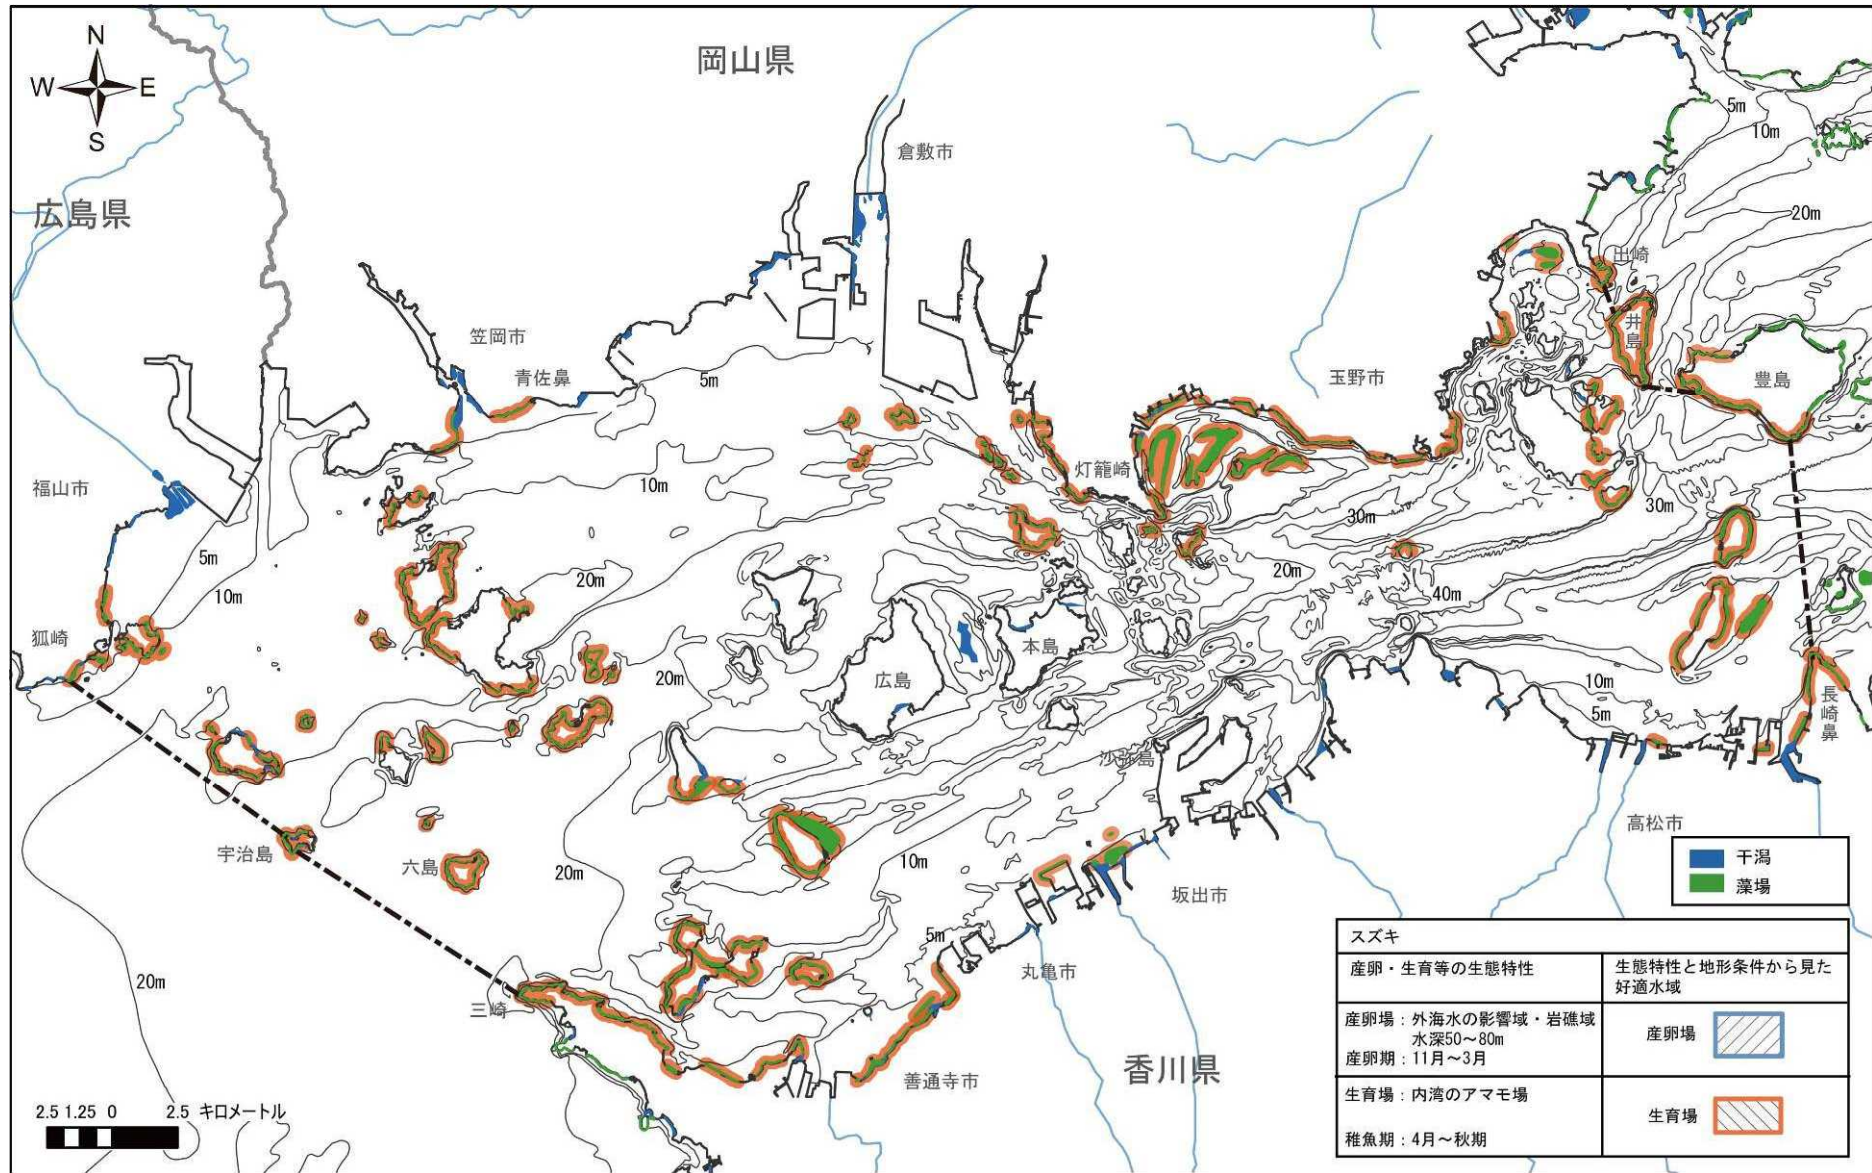 N
W E
S
岡山県
広島県
倉敷市
笠岡市
青佐鼻
玉野市
出崎
井島
豊島
福山市
灯籠崎
狐崎
広島
本島
沙弥島
長崎鼻
宇治島
六島
高松市
坂出市
丸亀市
三崎
善通寺市
香川県
5m
10m
20m
5m
10m
30m
30m
5m
10m
20m
20m
40m
20m
10m
5m
20m
10m
5m
20m
2.5 1.25 0 2.5 キロメートル
干潟
藻場
スズキ
産卵・生育等の生態特性
生態特性と地形条件から見た
好適水域
産卵場：外海水の影響域・岩礁域
水深50～80m
産卵期：11月～3月
産卵場
生育場：内湾のアマモ場
稚魚期：4月～秋期
生育場